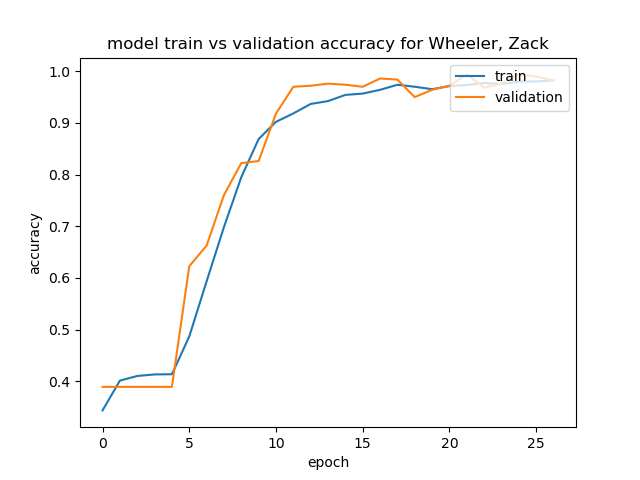 model train vs validation accuracy for Wheeler, Zack
1.0
0.9
0.8
0.7
0.6
0.5
0.4
accuracy
train
validation
0 5 10 15 20 25
epoch